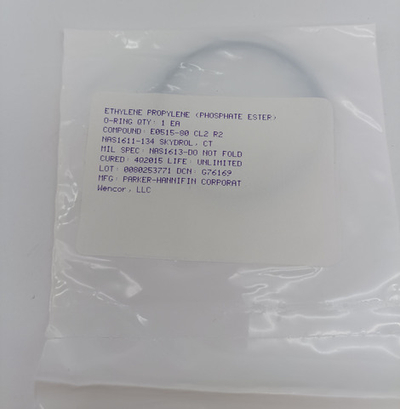 ETHYLENE PROPYLENE (PHOSPHATE ESTER)
O-RING QTY: 1 EA
COMPOUND: E0515-80 CL2 R2
NAS1611-134 SKYDROL, CT
MIL SPEC: NAS1613-DO NOT FOLD
CURED: 4Q2015 LIFE: UNLIMITED
LOT: 0080253771 DCN: G76169
MFG: PARKER-HANNIFIN CORPORAT
Wencor, LLC